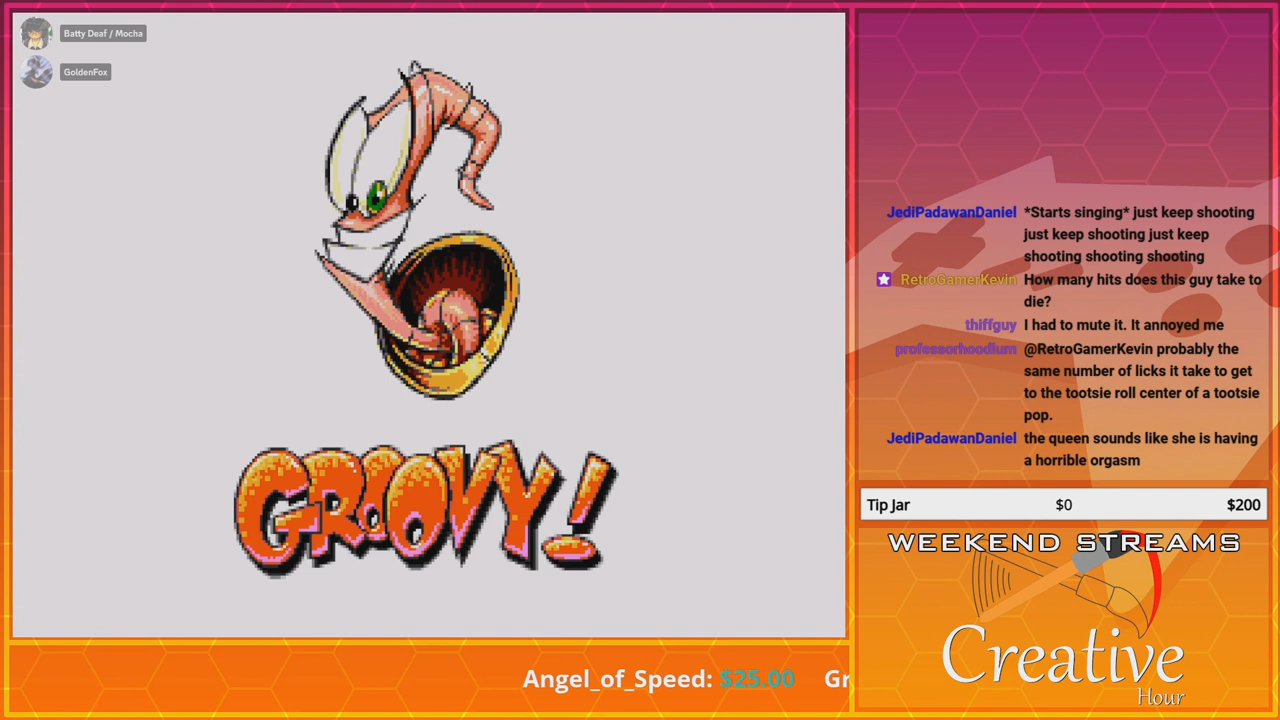 Batty Deaf / Mocha
GoldenFox
GROOVY!
JediPadawanDaniel *Starts singing* just keep shooting
just keep shooting just keep
shooting shooting shooting
RetroGamerKevin How many hits does this guy take to
die?
thiffguy I had to mute it. It annoyed me
professorhoodlum @RetroGamerKevin probably the
same number of licks it take to get
to the tootsie roll center of a tootsie
pop.
JediPadawanDaniel the queen sounds like she is having
a horrible orgasm
Tip Jar $0 $200
WEEKEND STREAMS
Creative
Hour
Angel_of_Speed: $25.00 Gr